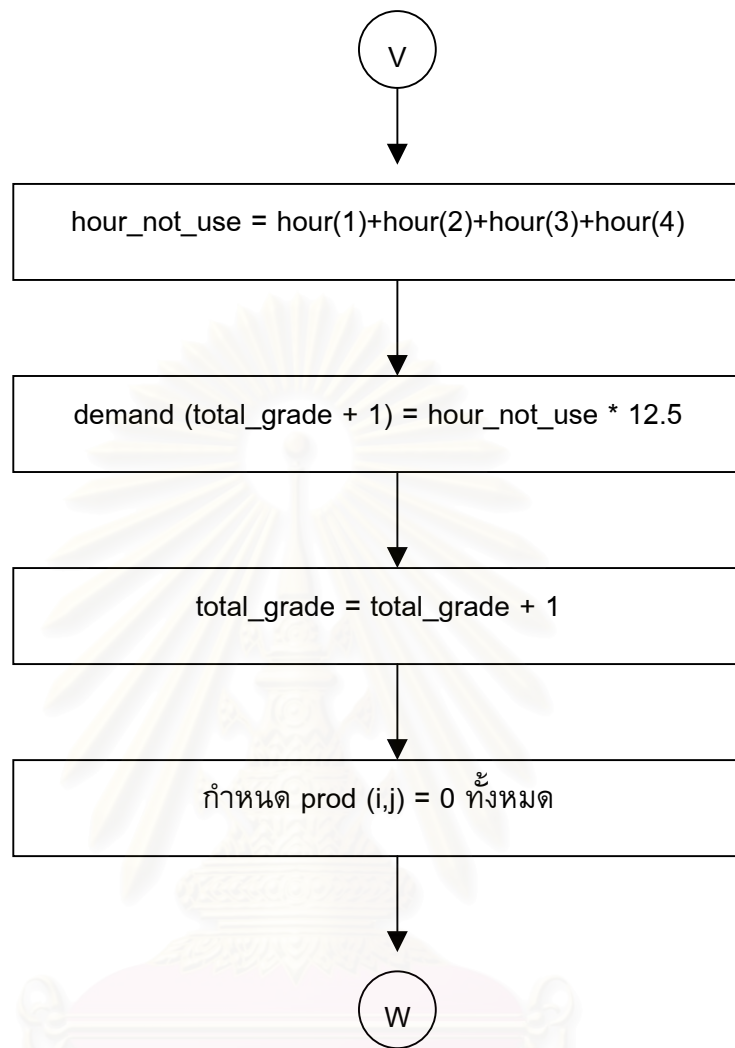 V
hour_not_use = hour(1)+hour(2)+hour(3)+hour(4)
demand (total_grade + 1) = hour_not_use * 12.5
total_grade = total_grade + 1
กำหนด prod (i,j) = 0 ทั้งหมด
W